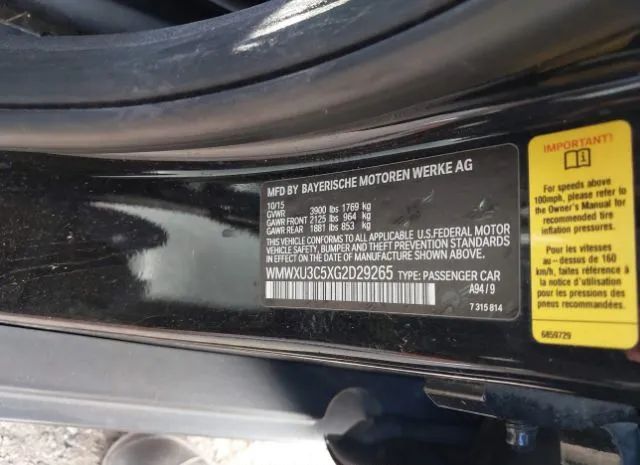 MFD BY BAYERISCHE MOTOREN WERKE AG
10/15
GVWR 3900 lbs 1769 kg
GAWR FRONT 2125 lbs 964 kg
GAWR REAR 1881 lbs 853 kg
THIS VEHICLE CONFORMS TO ALL APPLICABLE U.S.FEDERAL MOTOR
VEHICLE SAFETY, BUMPER AND THEFT PREVENTION STANDARDS
IN EFFECT ON THE DATE OF MANUFACTURE SHOWN ABOVE.
WMWXU3C5XG2D29265 TYPE: PASSENGER CAR
A94/9
7 315 814
IMPORTANT!
For speeds above
100mph, please refer to
the Owner's Manual for
recommended tire
inflation pressures.
Pour les vitesses
au – dessus de 160
km/h, faites référence
à la notice d'utilisation
pour les pressions des
pneus recommandées.
6859729